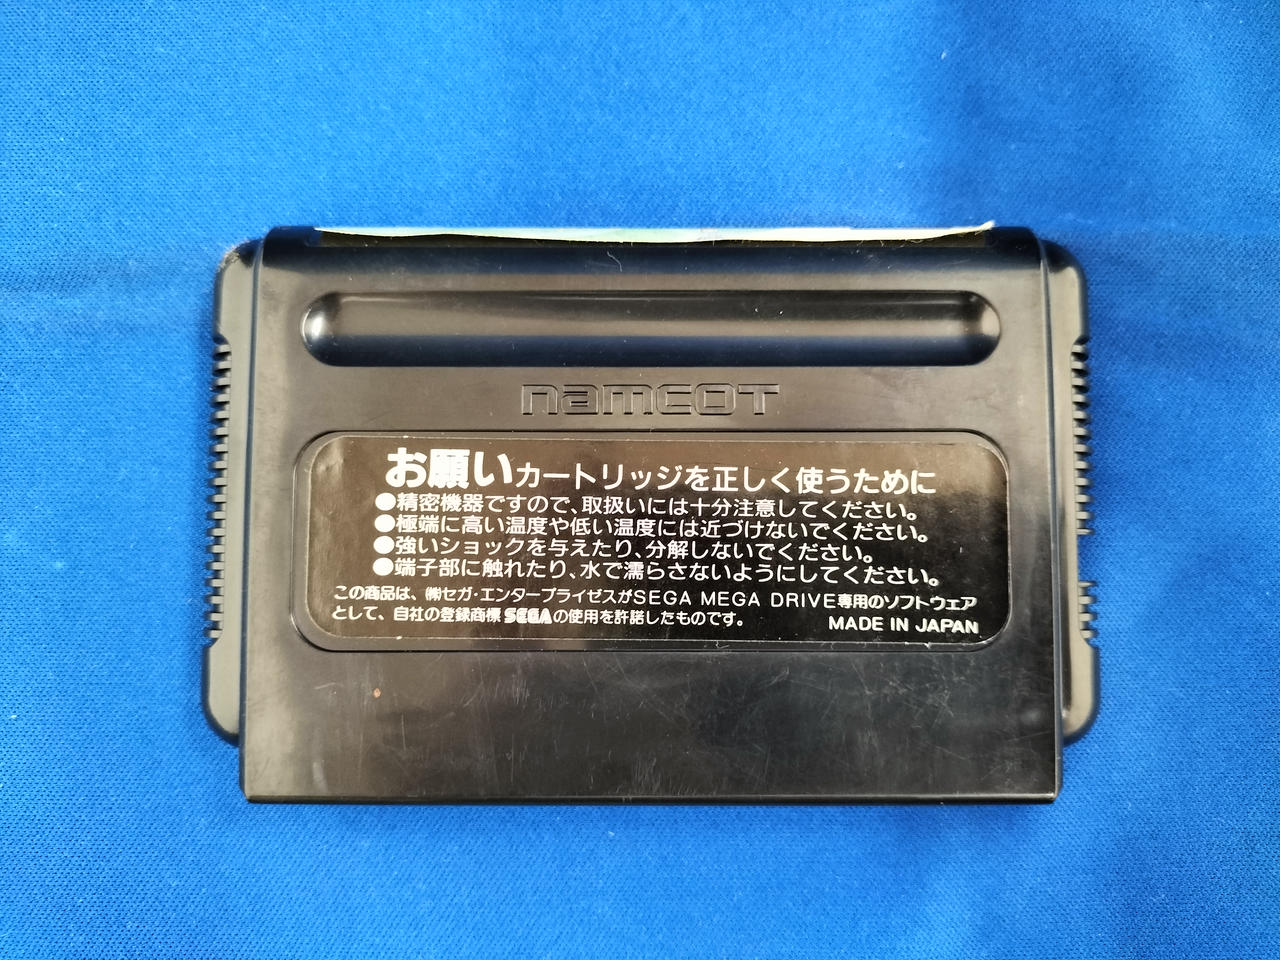 namcot
お願いカートリッジを正しく使うために
●精密機器ですので、取扱いには十分注意してください。
●極端に高い温度や低い温度には近づけないでください。
●強いショックを与えたり、分解しないでください。
●端子部に触れたり、水で濡らさないようにしてください。
この商品は、㈱セガ・エンタープライゼスがSEGA MEGA DRIVE専用のソフトウェア
として、自社の登録商標 SEGA の使用を許諾したものです。
MADE IN JAPAN